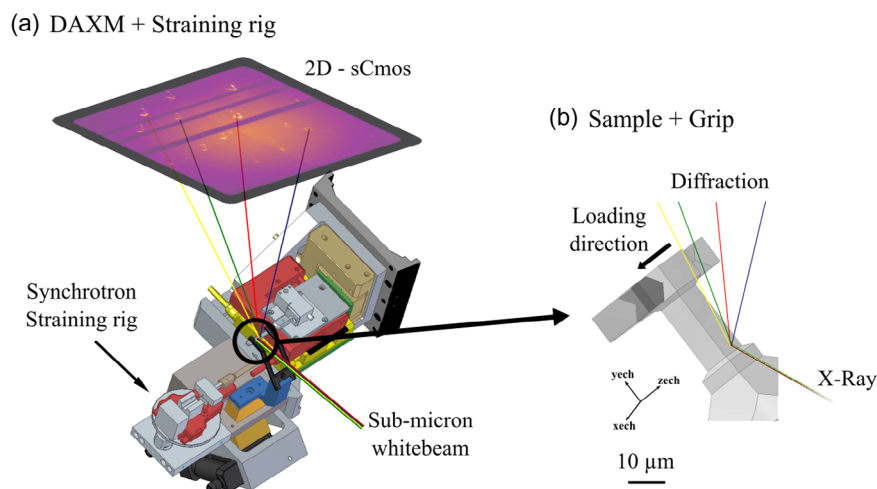 (a) DAXM + Straining rig
2D - sCmos
Synchrotron
Straining rig
Sub-micron
whitebeam
(b) Sample + Grip
Diffraction
Loading
direction
X-Ray
yech
zech
xech
10 µm